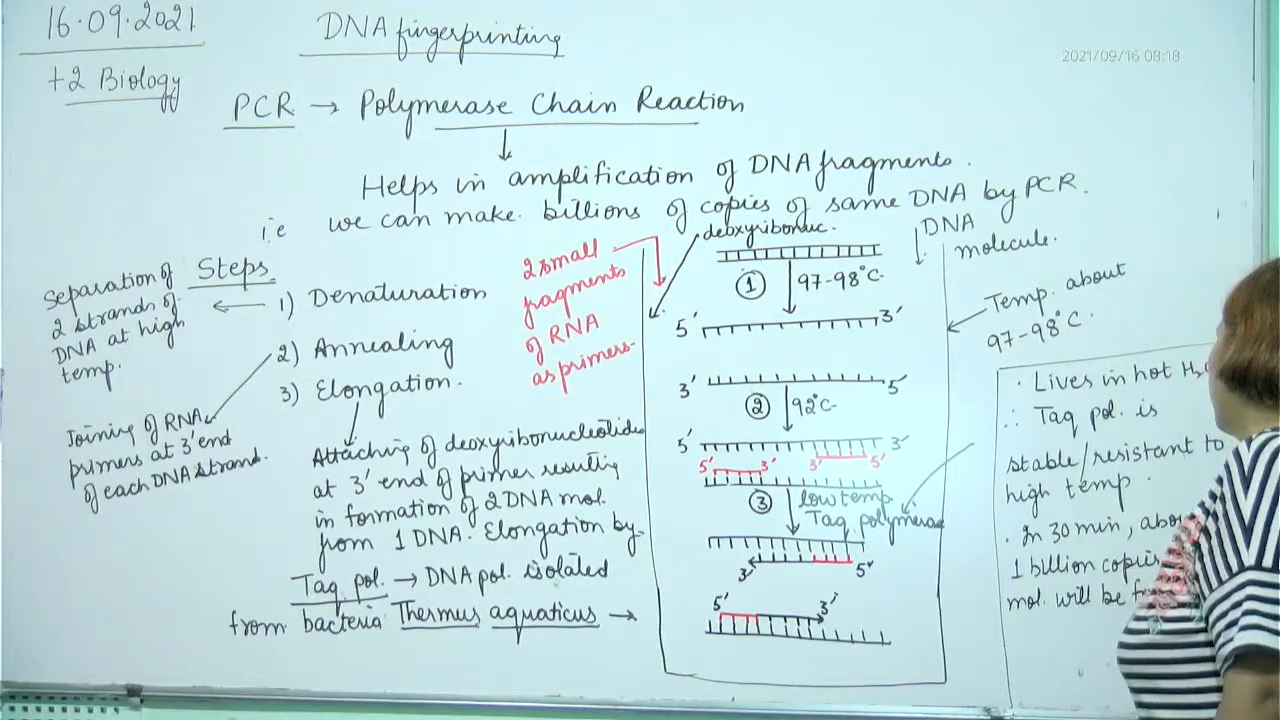 16.09.2021
DNA fingerprinting
2021/09/16 08:18
+2 Biology
PCR → Polymerase Chain Reaction
↓
Helps in amplification of DNA fragments.
i.e we can make billions of copies of same DNA by PCR.
Steps
1) Denaturation
Separation of
2 strands of
DNA at high
temp.
2) Annealing
Joining of RNA
primers at 3' end
of each DNA strand.
3) Elongation.
Attaching of deoxyribonucleotides
at 3' end of primer resulting
in formation of 2 DNA mol.
from 1 DNA. Elongation by
Taq pol. → DNA pol. isolated
from bacteria Thermus aquaticus →
2 small
fragments
of RNA
as primers
deoxyribonuc.
DNA
molecule.
① 97-98°C
Temp. about
97-98°C.
5' 3'
3' 5'
② 92°C
5' 3'
5' 3' 3' 5'
③ low temp
Taq polymerase
3' 5'
5' 3'
· Lives in hot H₂
∴ Taq pol. is
stable/resistant to
high temp.
· In 30 min,
1 billion copies
mol. will be